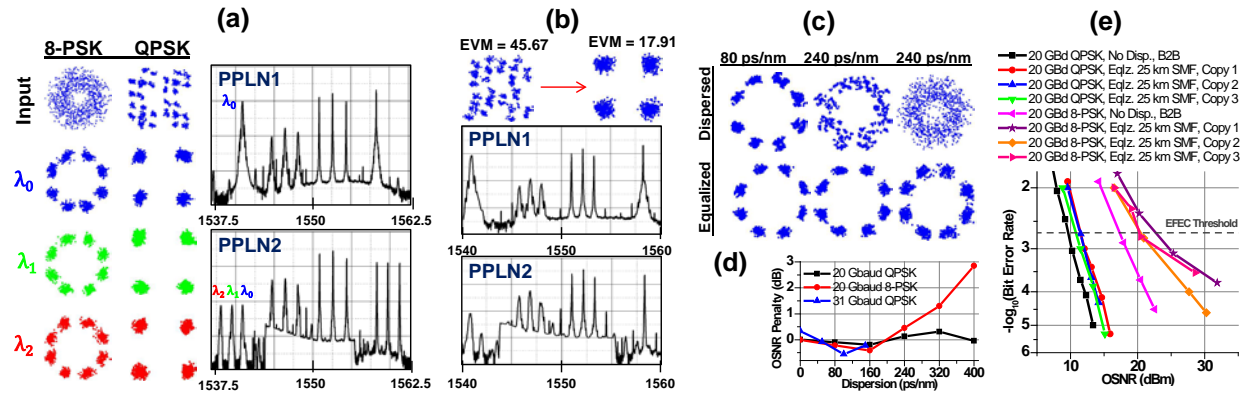 (a)
8-PSK QPSK
Input
λ0
λ1
λ2
PPLN1
λ0
1537.5 1550 1562.5
PPLN2
λ2 λ1 λ0
1537.5 1550 1562.5
(b)
EVM = 45.67 EVM = 17.91
PPLN1
1540 1550 1560
PPLN2
1540 1550 1560
(c)
80 ps/nm 240 ps/nm 240 ps/nm
Dispersed
Equalized
(d)
OSNR Penalty (dB)
3
2
1
0
20 Gbaud QPSK
20 Gbaud 8-PSK
31 Gbaud QPSK
0 80 160 240 320 400
Dispersion (ps/nm)
(e)
20 GBd QPSK, No Disp., B2B
20 GBd QPSK, Eqlz. 25 km SMF, Copy 1
20 GBd QPSK, Eqlz. 25 km SMF, Copy 2
20 GBd QPSK, Eqlz. 25 km SMF, Copy 3
20 GBd 8-PSK, No Disp., B2B
20 GBd 8-PSK, Eqlz. 25 km SMF, Copy 1
20 GBd 8-PSK, Eqlz. 25 km SMF, Copy 2
20 GBd 8-PSK, Eqlz. 25 km SMF, Copy 3
-log10(Bit Error Rate)
2
3
4
5
6
EFEC Threshold
10 20 30
OSNR (dBm)